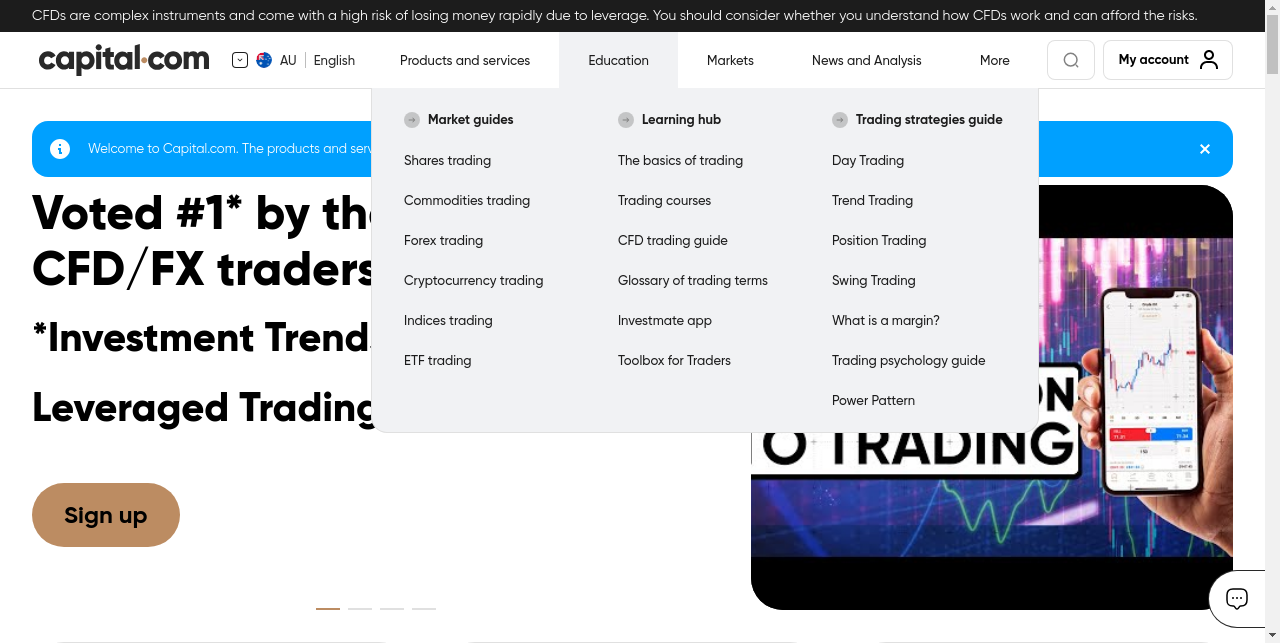 CFDs are complex instruments and come with a high risk of losing money rapidly due to leverage. You should consider whether you understand how CFDs work and can afford the risks.
capital.com
AU
English
Products and services
Education
Markets
News and Analysis
More
My account
Welcome to Capital.com. The products and serv
Market guides
Shares trading
Commodities trading
Forex trading
Cryptocurrency trading
Indices trading
ETF trading
Learning hub
The basics of trading
Trading courses
CFD trading guide
Glossary of trading terms
Investmate app
Toolbox for Traders
Trading strategies guide
Day Trading
Trend Trading
Position Trading
Swing Trading
What is a margin?
Trading psychology guide
Power Pattern
Voted #1* by the
CFD/FX traders
*Investment Trends
Leveraged Trading
Sign up
ON
O TRADING